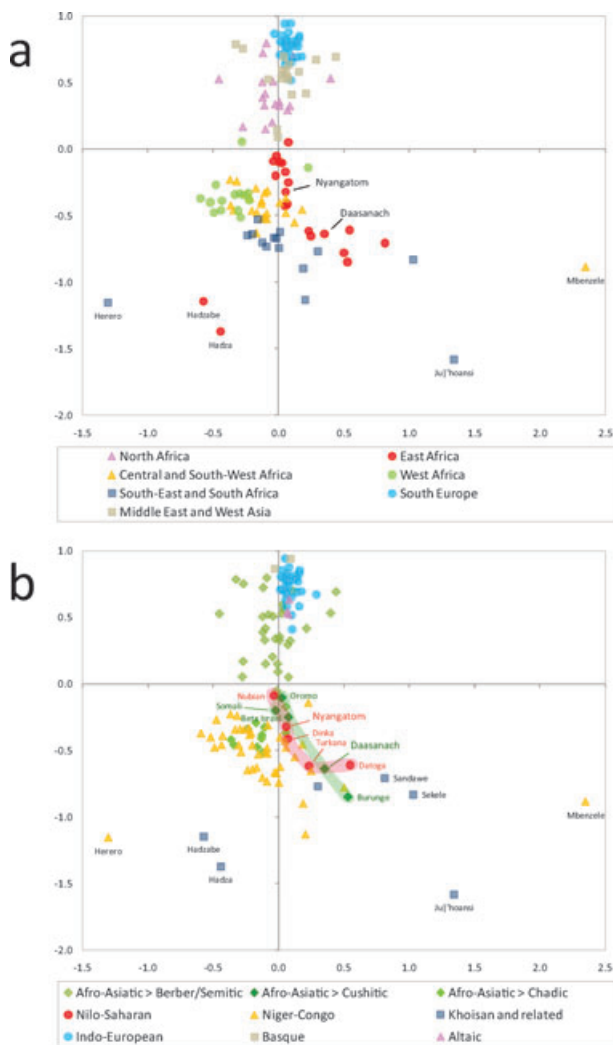 a
1.0
0.5
0.0
-0.5
-1.0
-1.5
-2.0
Nyangatom
Daasanach
Mbenzele
Herero
Hadzabe
Hadza
Ju|'hoansi
-1.5 -1.0 -0.5 0.0 0.5 1.0 1.5 2.0 2.5
North Africa East Africa
Central and South-West Africa West Africa
South-East and South Africa South Europe
Middle East and West Asia
b
1.0
0.5
0.0
-0.5
-1.0
-1.5
-2.0
Nubian Oromo
Somali
Beta Israel Nyangatom
Dinka
Turkana Daasanach
Datoga
Sandawe
Burunge Sekele
Mbenzele
Herero
Hadzabe
Hadza
Ju|'hoansi
-1.5 -1.0 -0.5 0.0 0.5 1.0 1.5 2.0 2.5
Afro-Asiatic > Berber/Semitic Afro-Asiatic > Cushitic Afro-Asiatic > Chadic
Nilo-Saharan Niger-Congo Khoisan and related
Indo-European Basque Altaic